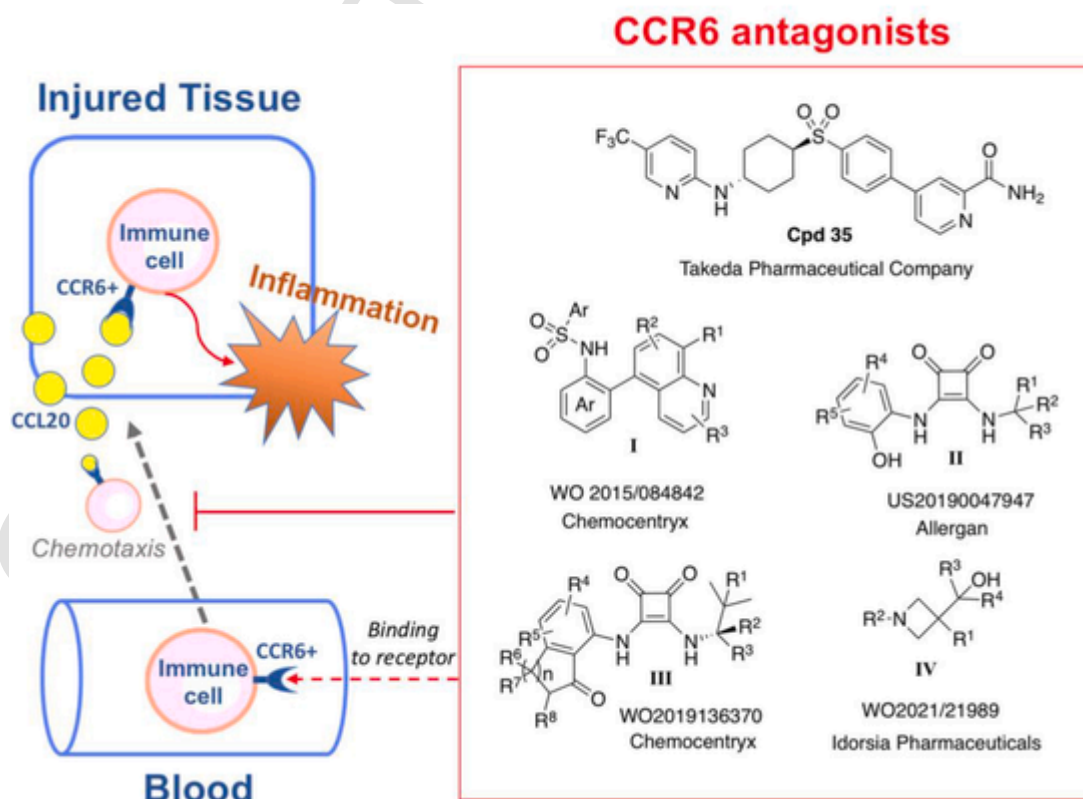 CCR6 antagonists
Injured Tissue
Immune
cell
CCR6+
Inflammation
CCL20
Chemotaxis
Immune
cell
CCR6+
Blood
Binding
to receptor
F₃C
N
N
H
O O
S
O
NH₂
N
Cpd 35
Takeda Pharmaceutical Company
Ar
O
S
O
NH
Ar
R²
R¹
N
R³
I
WO 2015/084842
Chemocentryx
R⁴
R⁵
OH
N
H
O O
N
H
R¹
R²
R³
II
US20190047947
Allergan
R⁴
R⁵
R⁶
R⁷
n
R⁸
O
N
H
O O
N
H
R¹
R²
R³
III
WO2019136370
Chemocentryx
R³
OH
R⁴
R²-N
R¹
IV
WO2021/21989
Idorsia Pharmaceuticals